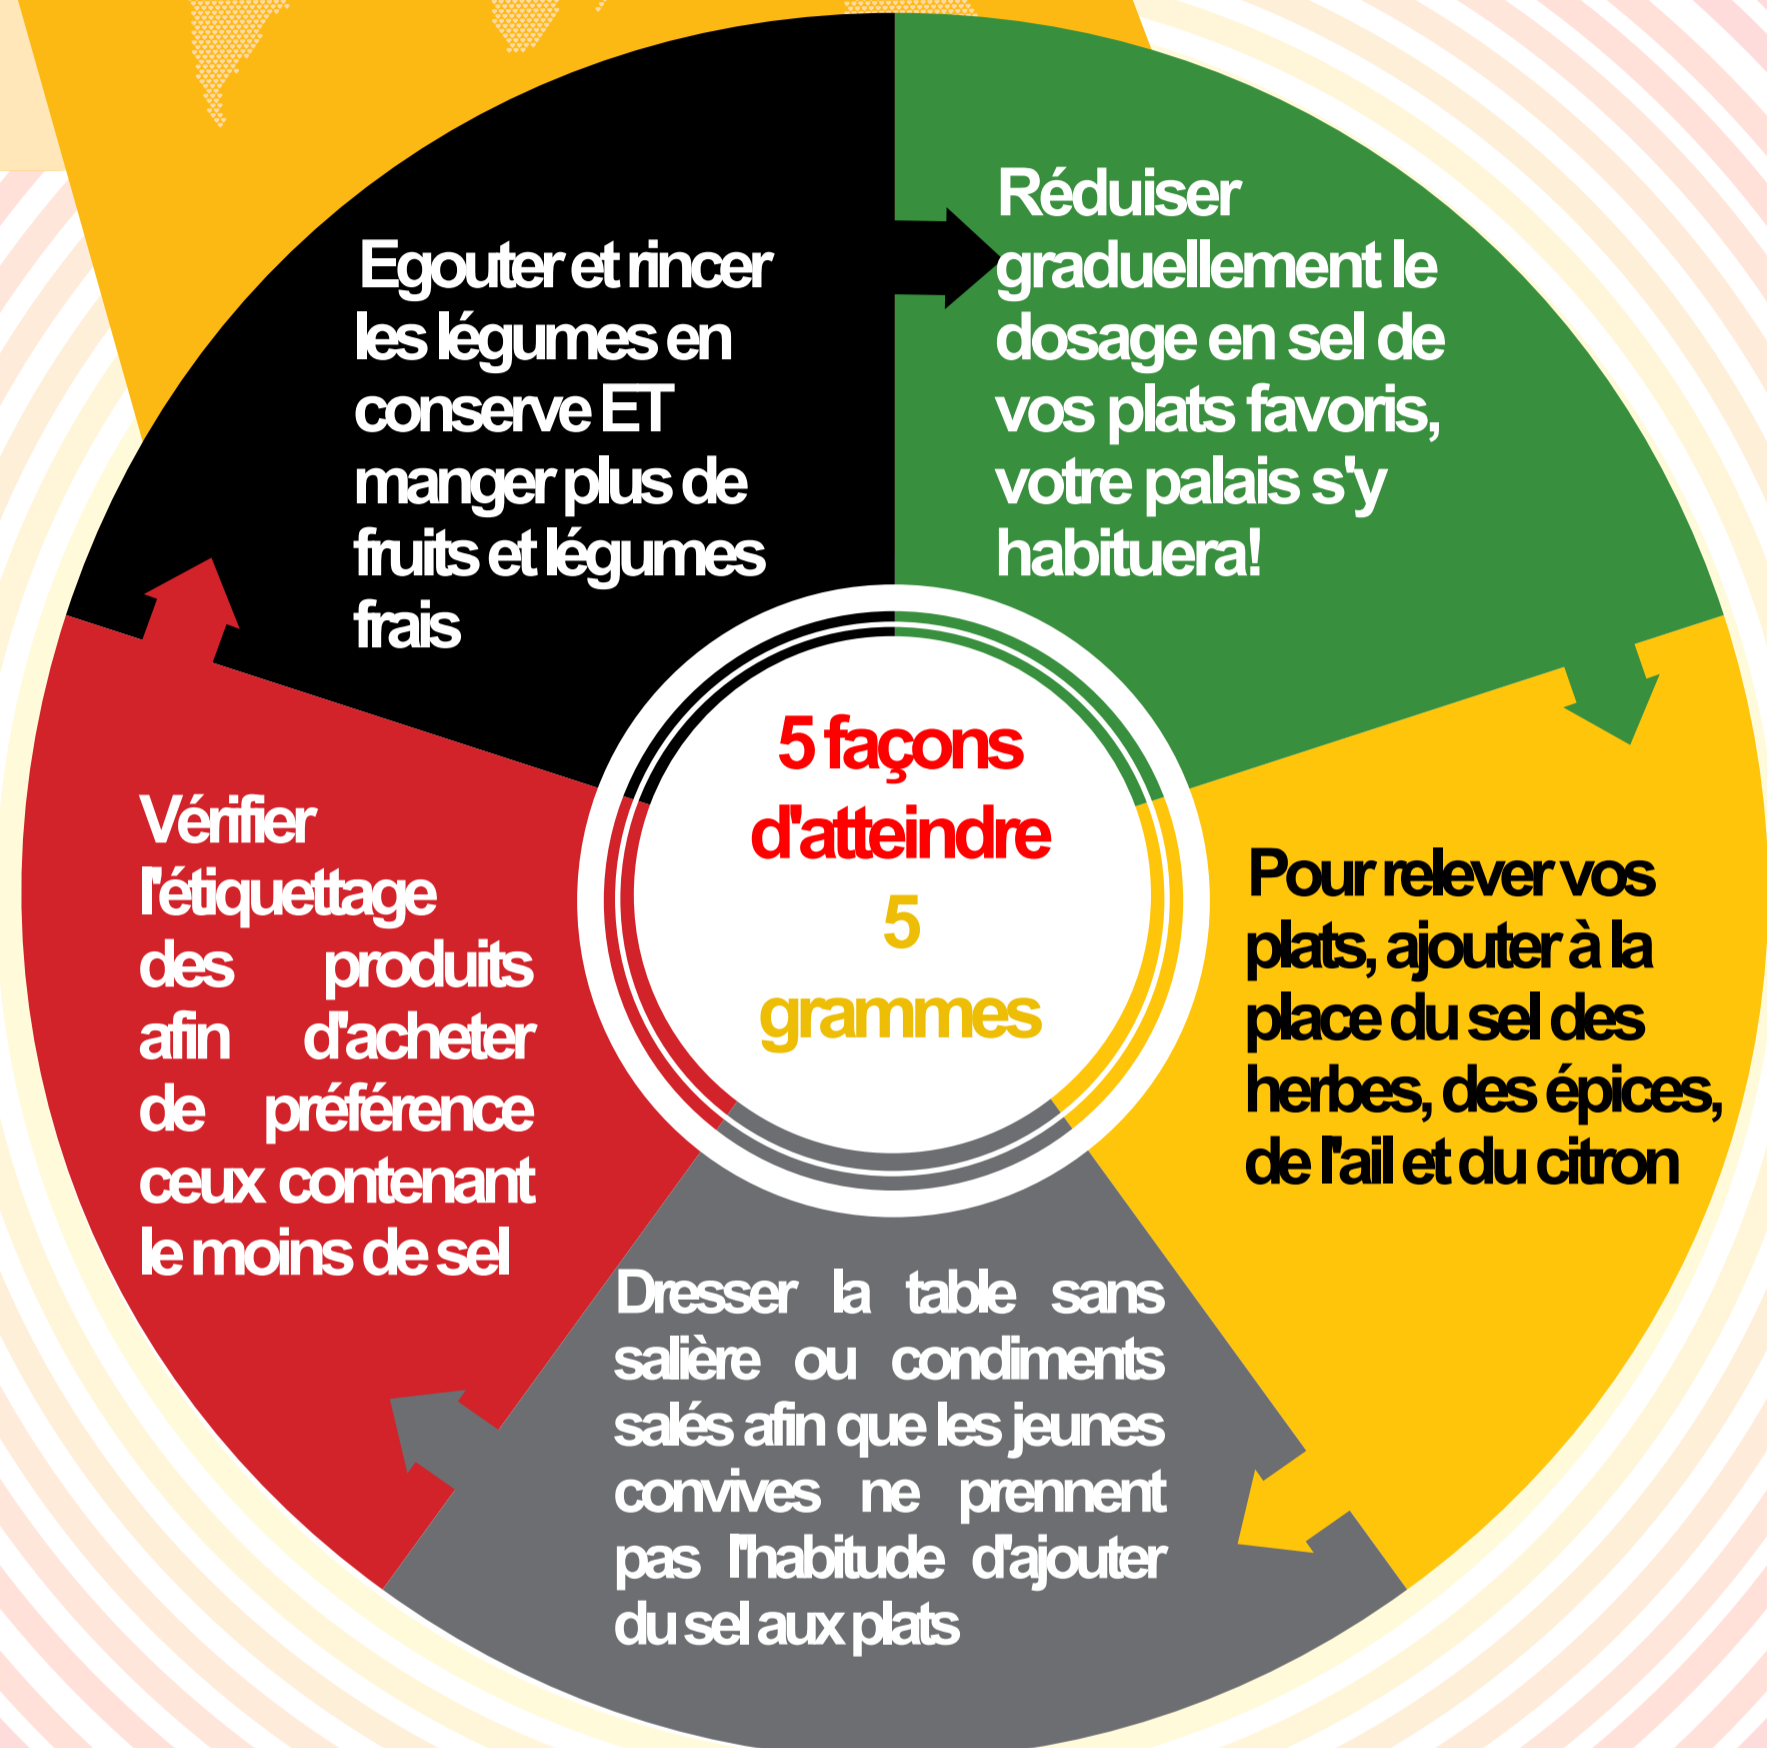 5 façons
d'atteindre
5
grammes
Réduiser
graduellement le
dosage en sel de
vos plats favoris,
votre palais s'y
habituera!
Pour relever vos
plats, ajouter à la
place du sel des
herbes, des épices,
de l'ail et du citron
Dresser la table sans
salière ou condiments
salés afin que les jeunes
convives ne prennent
pas l'habitude d'ajouter
du sel aux plats
Vérifier
l'étiquettage
des produits
afin d'acheter
de préférence
ceux contenant
le moins de sel
Egouter et rincer
les légumes en
conserve ET
manger plus de
fruits et légumes
frais